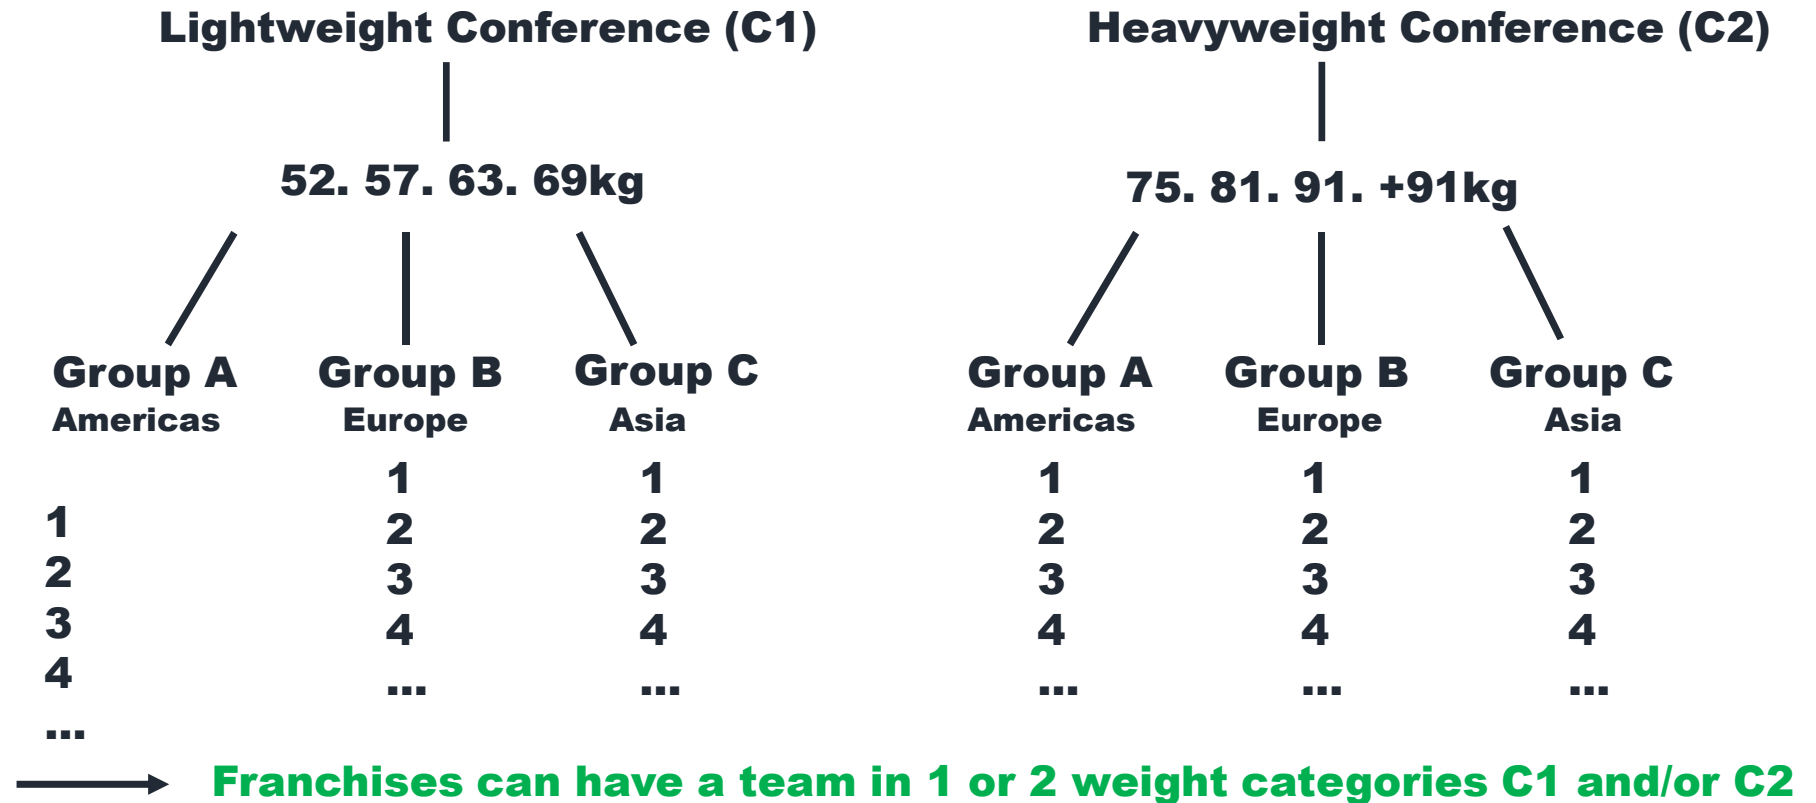 Lightweight Conference (C1)
Heavyweight Conference (C2)
52. 57. 63. 69kg
75. 81. 91. +91kg
Group A
Americas
1
2
3
4
...
Group B
Europe
1
2
3
4
...
Group C
Asia
1
2
3
4
...
Group A
Americas
1
2
3
4
...
Group B
Europe
1
2
3
4
...
Group C
Asia
1
2
3
4
...
Franchises can have a team in 1 or 2 weight categories C1 and/or C2